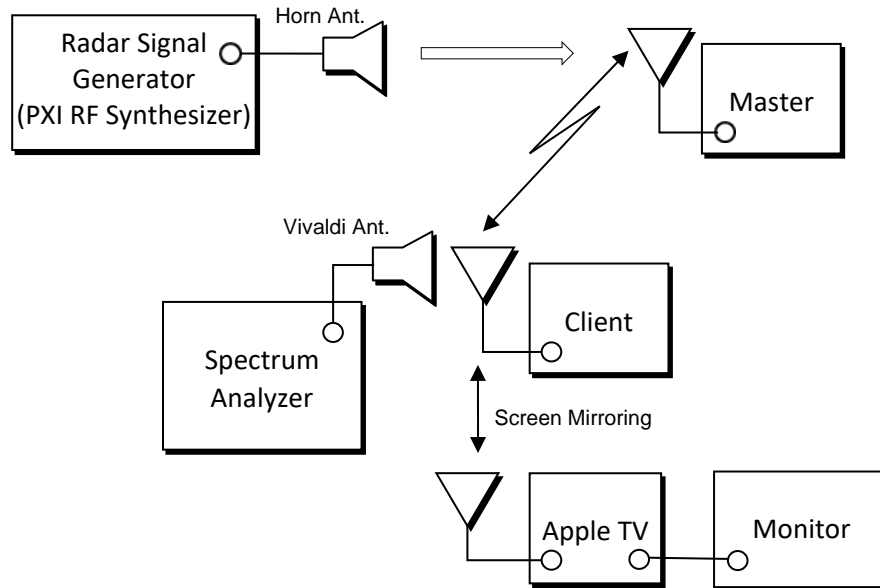 Horn Ant.
Radar Signal
Generator
(PXI RF Synthesizer)
Master
Vivaldi Ant.
Client
Spectrum
Analyzer
Screen Mirroring
Apple TV
Monitor